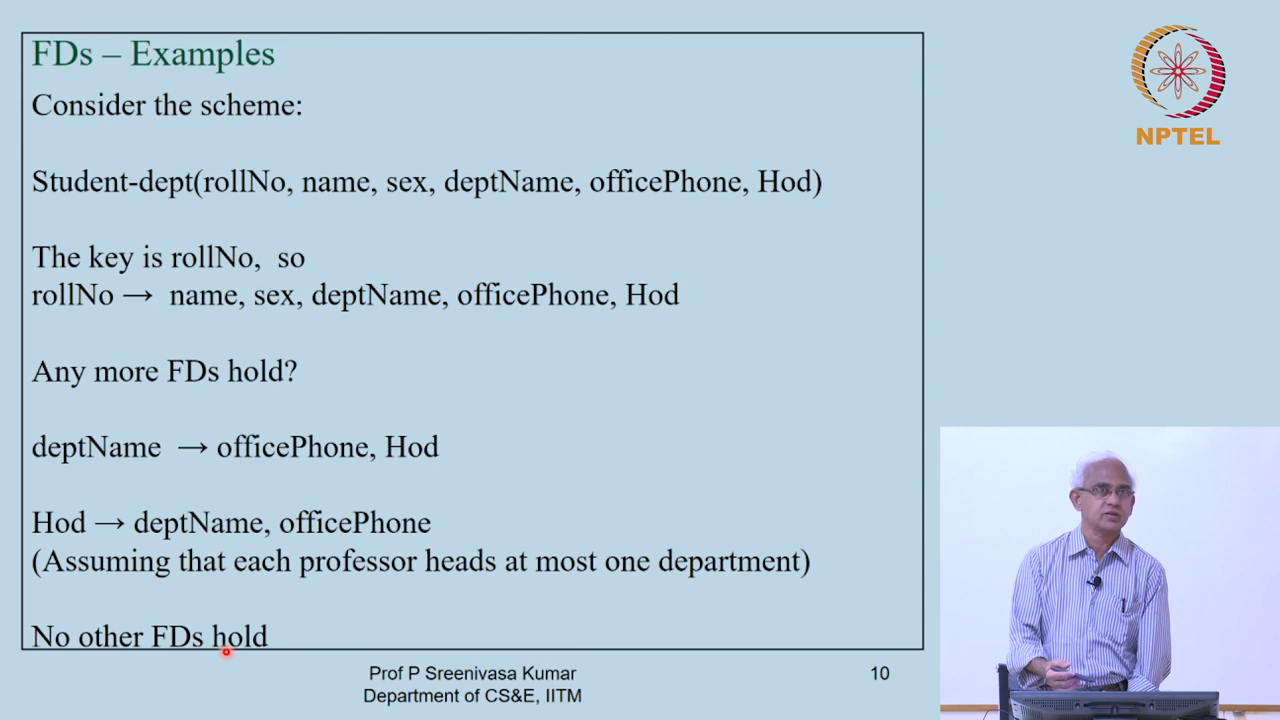 FDs – Examples
Consider the scheme:
Student-dept(rollNo, name, sex, deptName, officePhone, Hod)
The key is rollNo, so
rollNo → name, sex, deptName, officePhone, Hod
Any more FDs hold?
deptName → officePhone, Hod
Hod → deptName, officePhone
(Assuming that each professor heads at most one department)
No other FDs hold
NPTEL
Prof P Sreenivasa Kumar
Department of CS&E, IITM
10